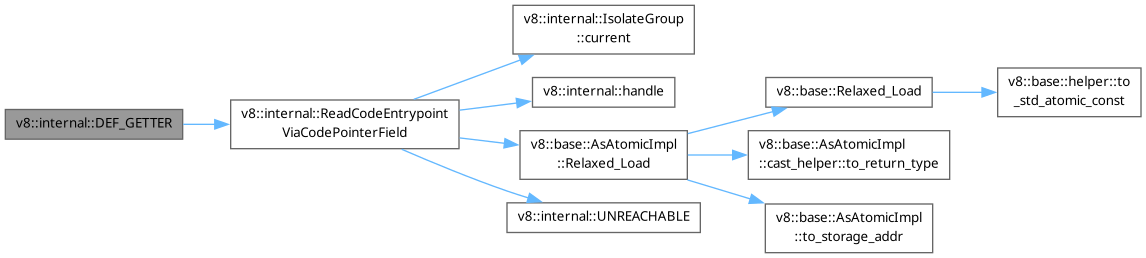 v8::internal::DEF_GETTER
v8::internal::ReadCodeEntrypoint
ViaCodePointerField
v8::internal::IsolateGroup
::current
v8::internal::handle
v8::base::AsAtomicImpl
::Relaxed_Load
v8::internal::UNREACHABLE
v8::base::Relaxed_Load
v8::base::AsAtomicImpl
::cast_helper::to_return_type
v8::base::AsAtomicImpl
::to_storage_addr
v8::base::helper::to
_std_atomic_const